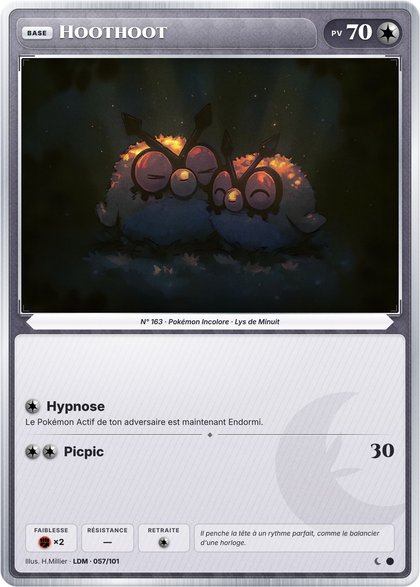 BASE HOOTHOOT PV 70
N° 163 · Pokémon Incolore · Lys de Minuit
Hypnose
Le Pokémon Actif de ton adversaire est maintenant Endormi.
Picpic 30
FAIBLESSE RÉSISTANCE RETRAITE
×2 —
Il penche la tête à un rythme parfait, comme le balancier
d'une horloge.
Illus. H.Millier · LDM · 057/101